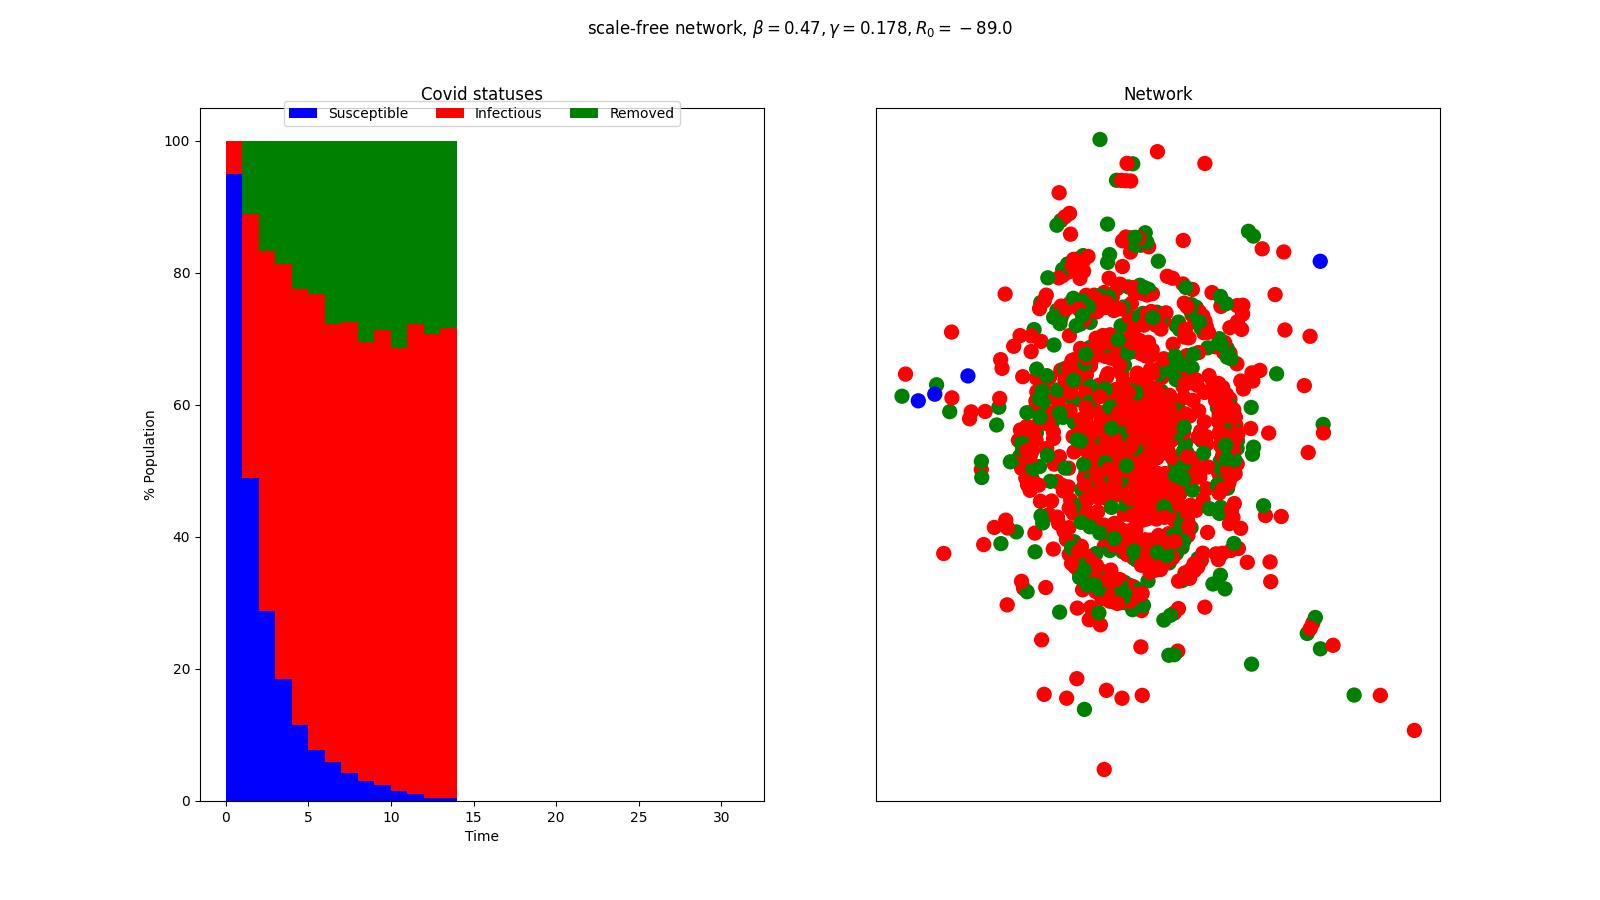 scale-free network, β = 0.47, γ = 0.178, R₀ = − 89.0
Covid statuses
Susceptible Infectious Removed
100
80
60
40
20
0
% Population
0 5 10 15 20 25 30
Time
Network